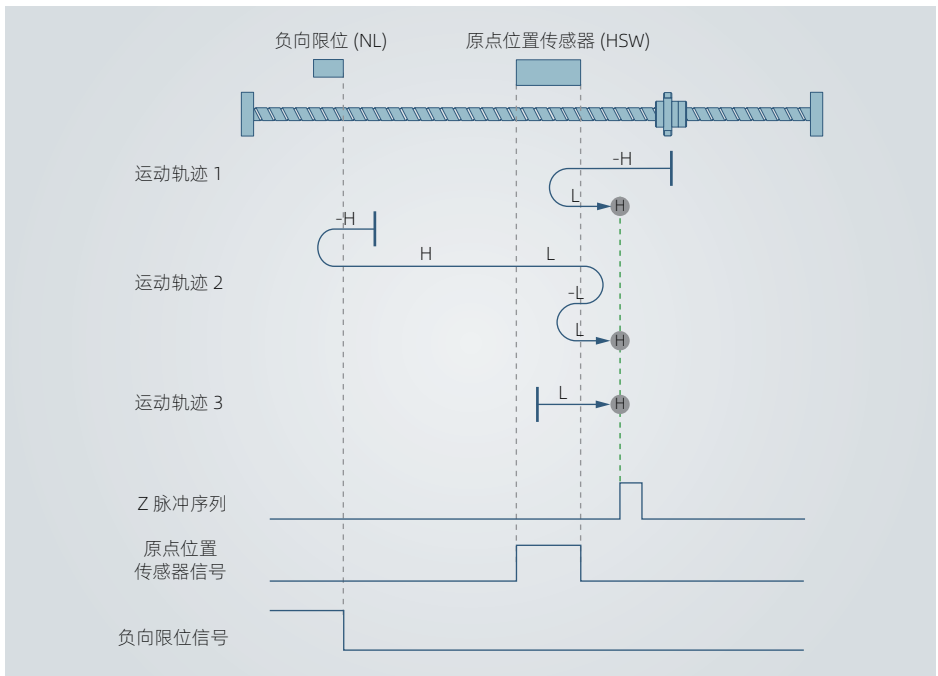 负向限位 (NL)
原点位置传感器 (HSW)
运动轨迹 1
-H
L
H
-H
H
L
运动轨迹 2
-L
L
H
运动轨迹 3
L
H
Z 脉冲序列
原点位置
传感器信号
负向限位信号